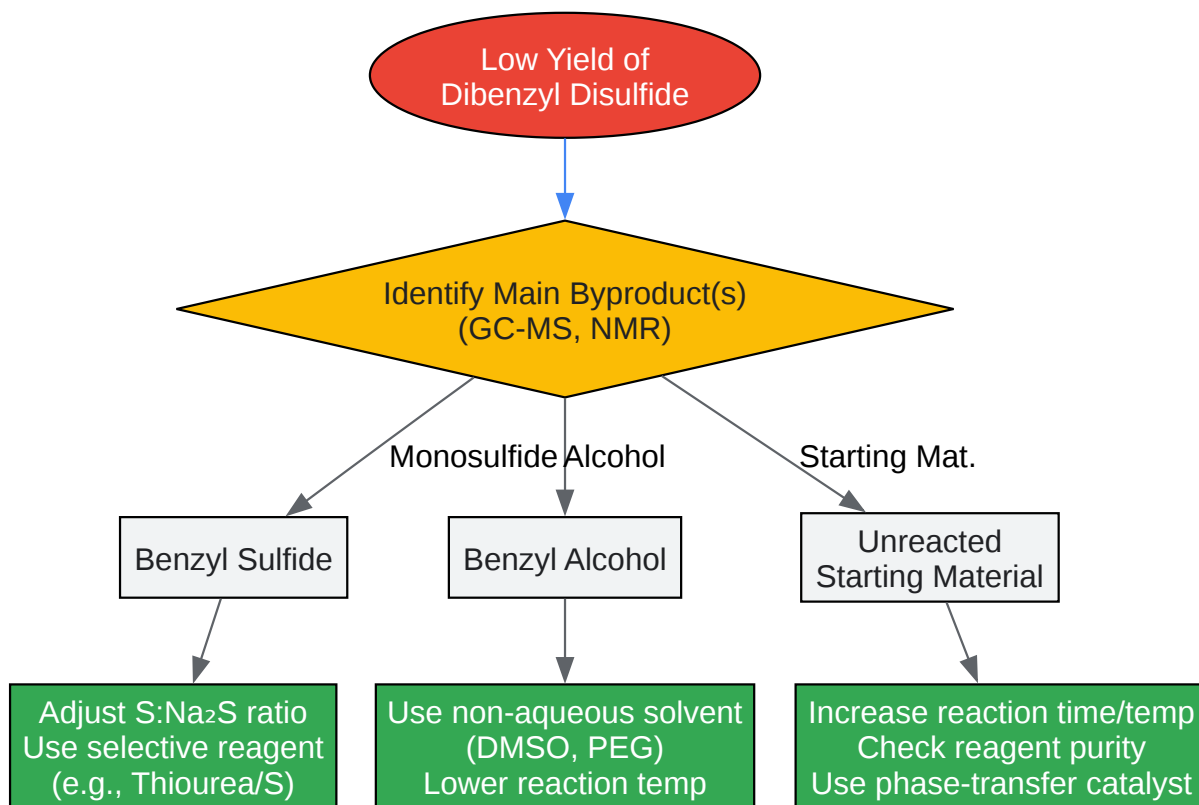 Low Yield of
Dibenzyl Disulfide
Identify Main Byproduct(s)
(GC-MS, NMR)
Monosulfide
Alcohol
Starting Mat.
Benzyl Sulfide
Benzyl Alcohol
Unreacted
Starting Material
Adjust S:Na₂S ratio
Use selective reagent
(e.g., Thiourea/S)
Use non-aqueous solvent
(DMSO, PEG)
Lower reaction temp
Increase reaction time/temp
Check reagent purity
Use phase-transfer catalyst